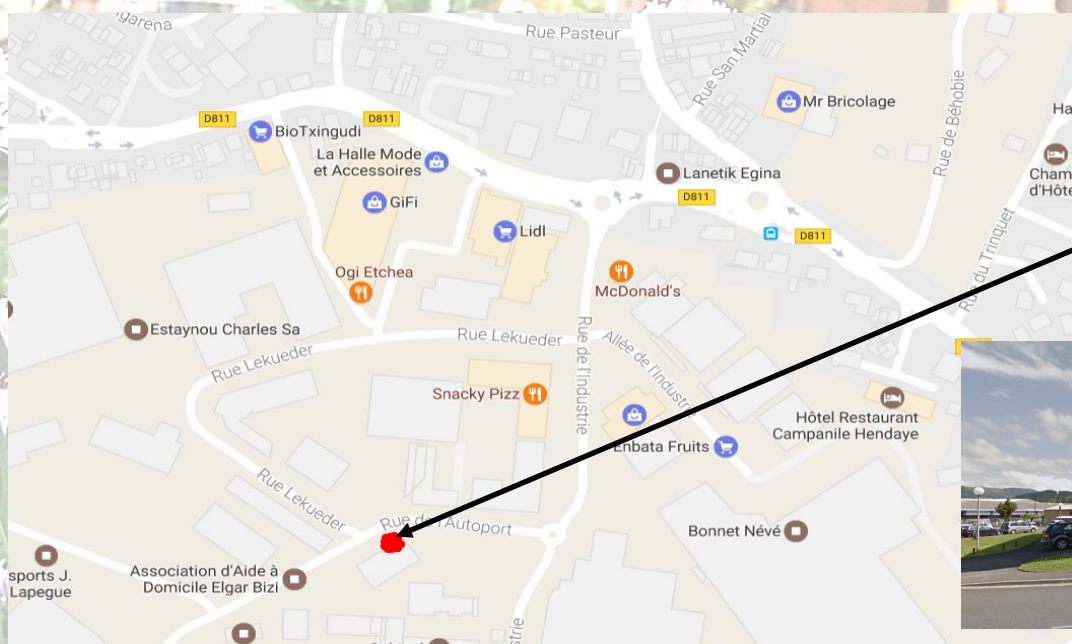 garena
Rue Pasteur
Rue San Martial
Mr Bricolage
Rue de Béhobie
D811
BioTxingudi
D811
La Halle Mode
et Accessoires
Lanetik Egina
Cham
d'Hôte
D811
GiFi
Lidl
D811
Rue du Trinquet
Ogi Etchea
McDonald's
Estaynou Charles Sa
Rue Lekueder
Rue Lekueder
Rue de l'Industrie
Allée de l'Industrie
Snacky Pizz
Hôtel Restaurant
Campanile Hendaye
Enbata Fruits
Rue Lekueder
Rue de l'Autoport
Bonnet Névé
sports J.
Lapegue
Association d'Aide à
Domicile Elgar Bizi
strie